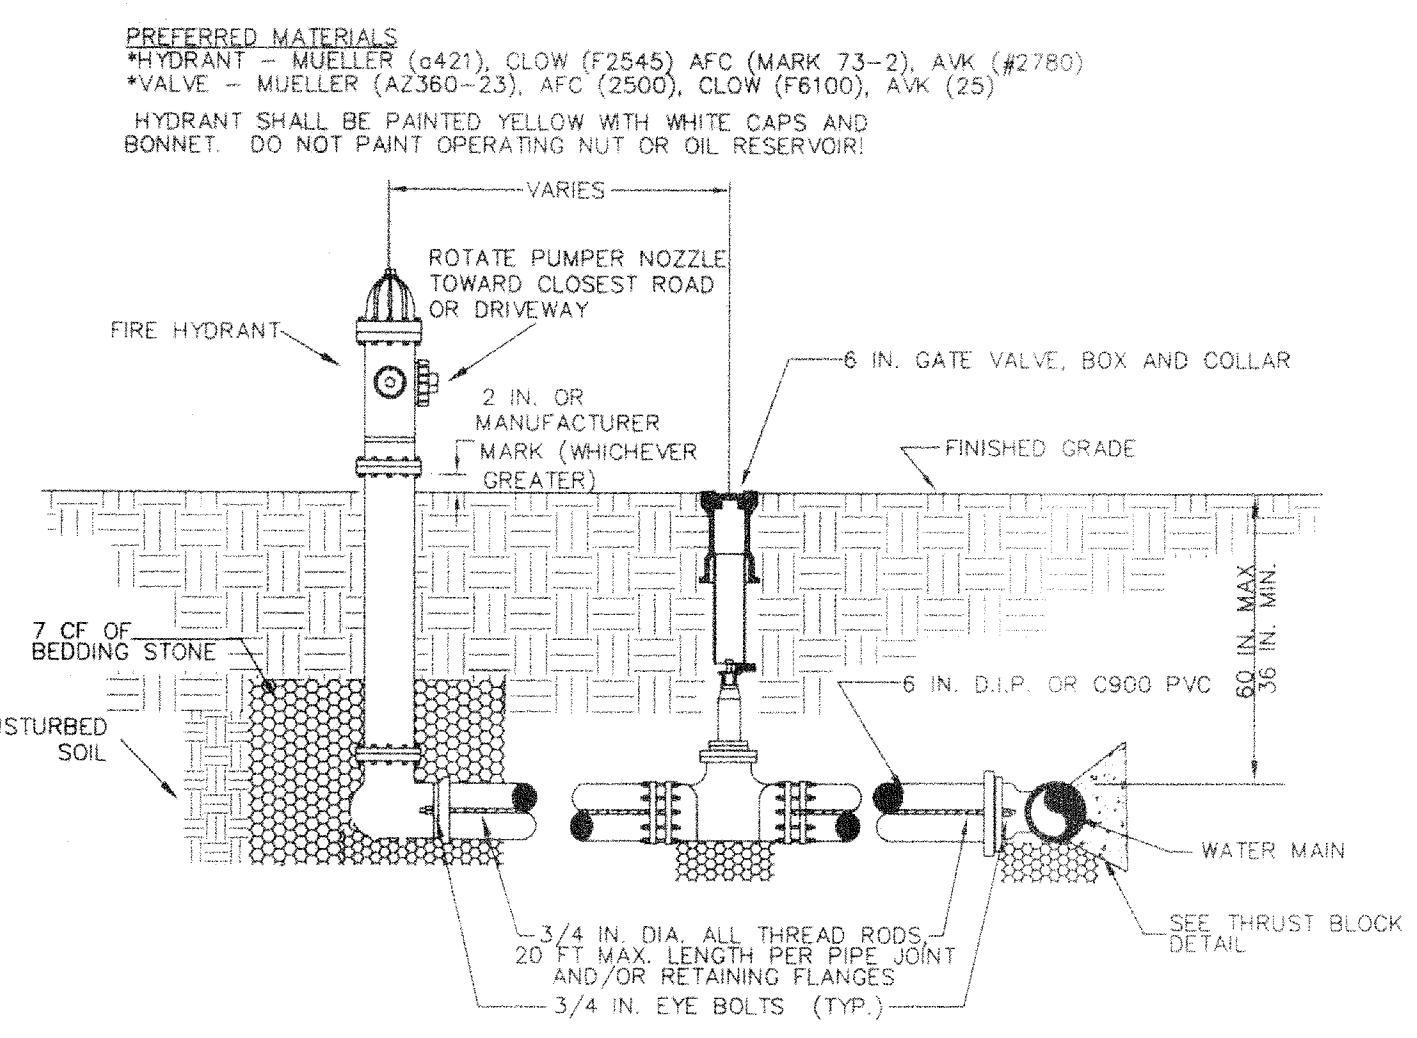 PREFERRED MATERIALS
*HYDRANT - MUELLER (a421), CLOW (F2545) AFC (MARK 73-2), AVK (#2780)
*VALVE - MUELLER (AZ360-23), AFC (2500), CLOW (F6100), AVK (25)
HYDRANT SHALL BE PAINTED YELLOW WITH WHITE CAPS AND
BONNET. DO NOT PAINT OPERATING NUT OR OIL RESERVOIR!
VARIES
ROTATE PUMPER NOZZLE
TOWARD CLOSEST ROAD
OR DRIVEWAY
FIRE HYDRANT
6 IN. GATE VALVE, BOX AND COLLAR
2 IN. OR
MANUFACTURER
MARK (WHICHEVER
GREATER)
FINISHED GRADE
60 IN. MAX
36 IN. MIN.
7 CF OF
BEDDING STONE
6 IN. D.I.P. OR C900 PVC
ISTURBED
SOIL
WATER MAIN
SEE THRUST BLOCK
DETAIL
3/4 IN. DIA. ALL THREAD RODS,
20 FT MAX. LENGTH PER PIPE JOINT
AND/OR RETAINING FLANGES
3/4 IN. EYE BOLTS (TYP.)